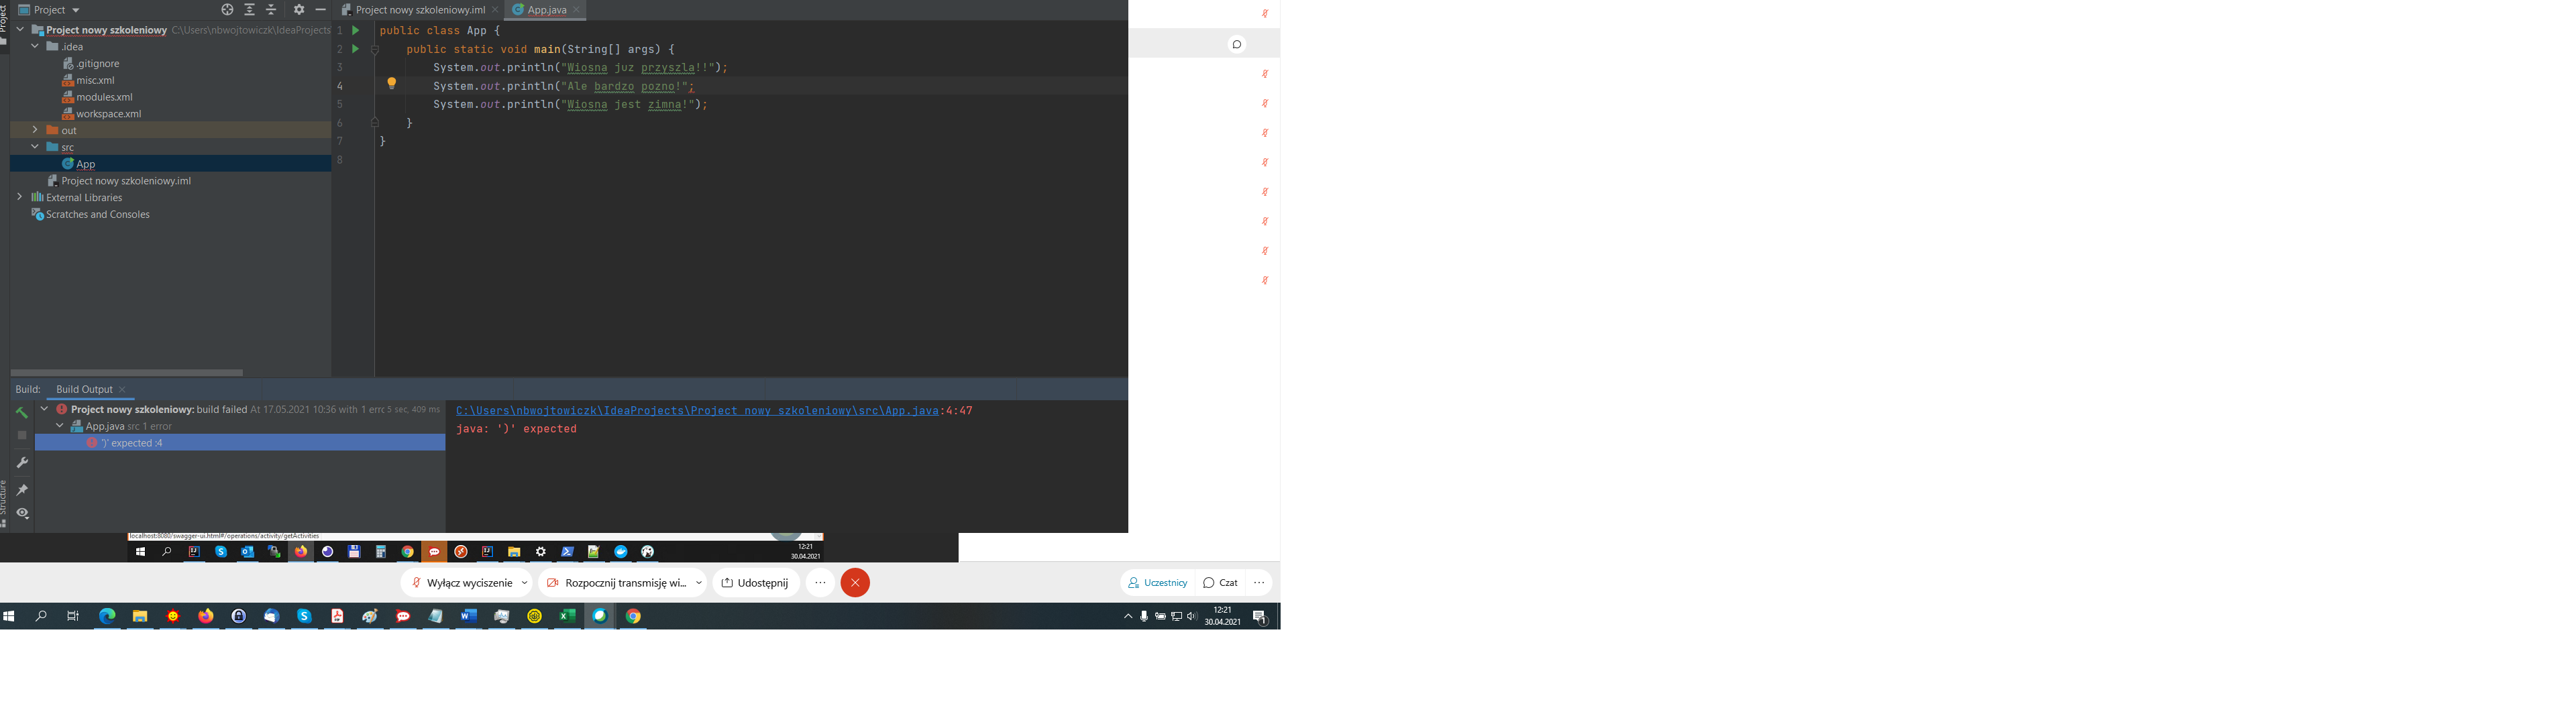 Project
Project nowy szkoleniowy.iml
App.java
Project
Project nowy szkoleniowy C:\Users\nbwojtowiczk\IdeaProjects
.idea
.gitignore
misc.xml
modules.xml
workspace.xml
out
src
App
Project nowy szkoleniowy.iml
External Libraries
Scratches and Consoles
1 public class App {
2 public static void main(String[] args) {
3 System.out.println("Wiosna juz przyszla!!");
4 System.out.println("Ale bardzo pozno!";
5 System.out.println("Wiosna jest zimna!");
6 }
7 }
8
Build: Build Output
Project nowy szkoleniowy: build failed At 17.05.2021 10:36 with 1 errc 5 sec, 409 ms
App.java src 1 error
')' expected :4
C:\Users\nbwojtowiczk\IdeaProjects\Project nowy szkoleniowy\src\App.java:4:47
java: ')' expected
Structure
localhost:8080/swagger-ui.html#/operations/activity/getActivities
12:21
30.04.2021
Wyłącz wyciszenie
Rozpocznij transmisję wi...
Udostępnij
Uczestnicy
Czat
12:21
30.04.2021
1